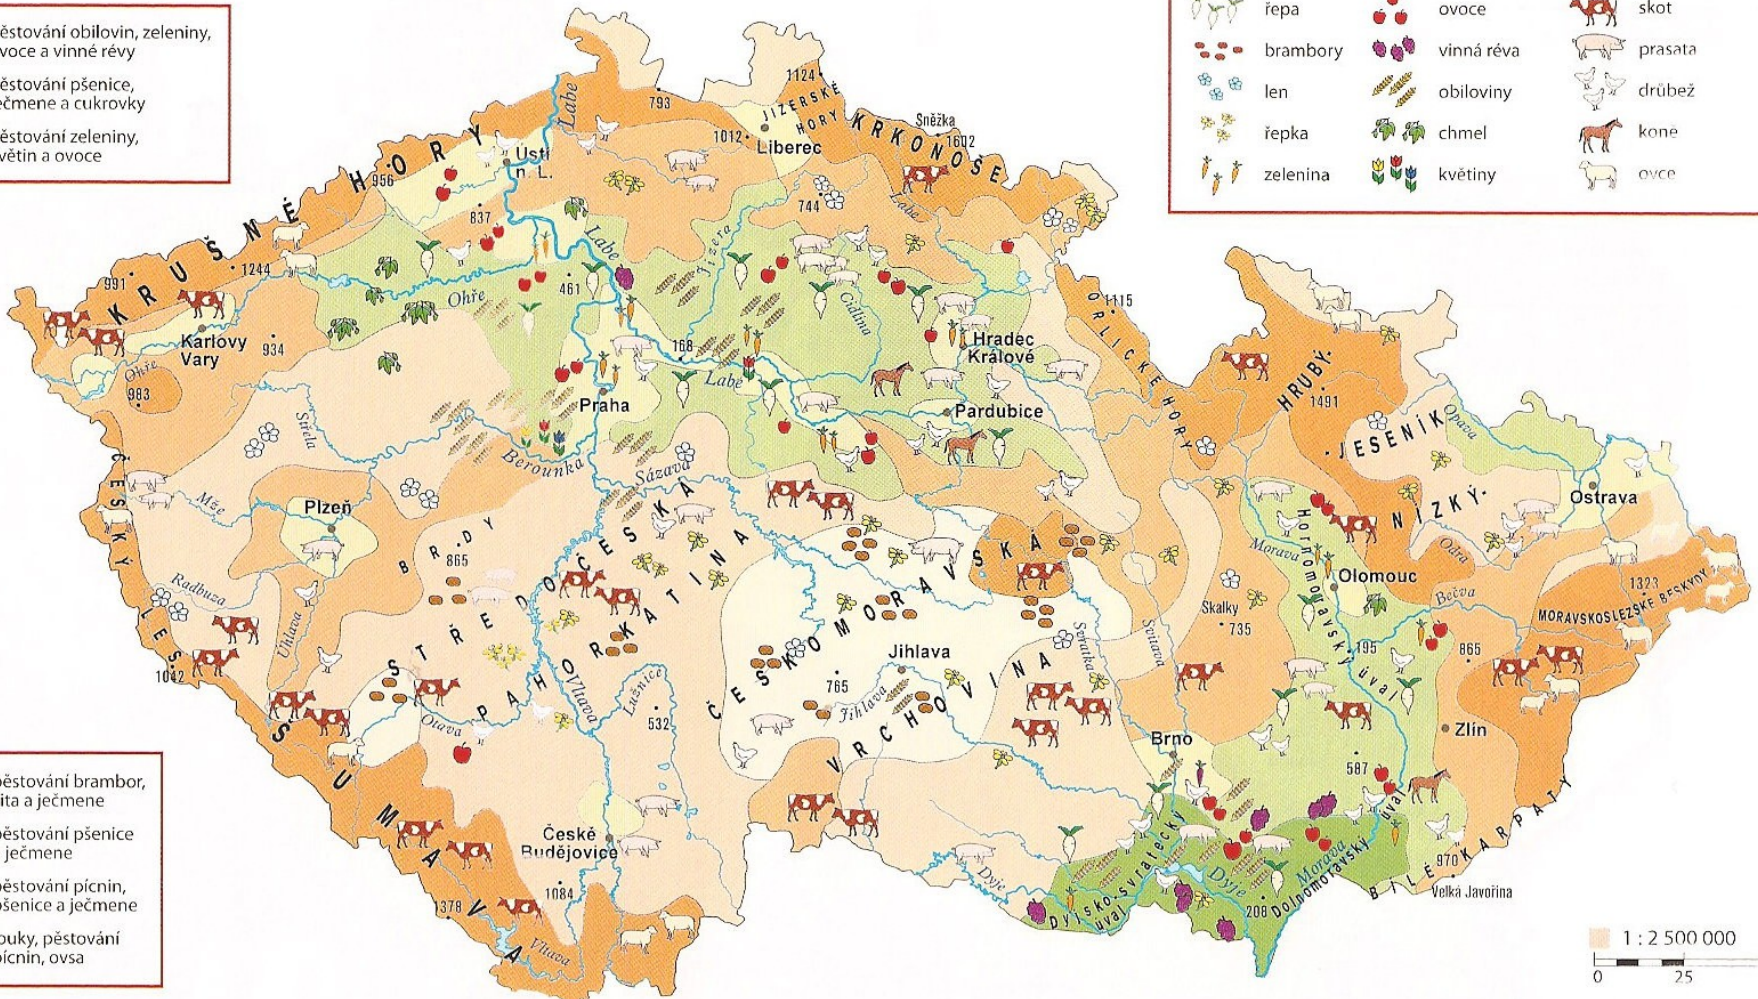 ěstování obilovin, zeleniny,
voce a vinné révy
ěstování pšenice,
ečmene a cukrovky
ěstování zeleniny,
větin a ovoce
řepa
ovoce
skot
brambory
vinná réva
prasata
len
obiloviny
drůbež
řepka
chmel
koně
zelenina
květiny
ovce
Labe
793
1124
JIZERSKÉ
HORY
1012
Liberec
KRKONOŠE
Sněžka
1602
KRUŠNÉ HORY
956
Ústí
n. L.
837
744
Labe
Labe
Jizera
1244
991
Ohře
461
Cidlina
1115
ORLICKÉ HORY
Karlovy
Vary
934
Ohře
983
168
Labe
Hradec
Králové
Praha
Pardubice
HRUBÝ
1491
JESENÍK
Opava
Střela
Berounka
Sázava
ČESKÝ LES
Mže
Plzeň
NÍZKÝ
Ostrava
BRDY
865
Radbuza
Úhlava
1042
STŘEDOČESKÁ
PAHORKATINA
ČESKOMORAVSKÁ
VRCHOVINA
Hornomoravský úval
Morava
Odra
Olomouc
Bečva
1323
MORAVSKOSLEZSKÉ BESKYDY
Skalky
735
Svratka
Svitava
195
865
Jihlava
765
Jihlava
Otava
Vltava
Lužnice
532
Zlín
Brno
587
ŠUMAVA
České
Budějovice
1084
1378
Vltava
Dyje
Dyjsko-svratecký
úval
Dyje
Morava
Dolnomoravský úval
208
BÍLÉ KARPATY
970
Velká Javořina
ěstování brambor,
ita a ječmene
ěstování pšenice
ječmene
ěstování pícnin,
šenice a ječmene
ouky, pěstování
ícnin, ovsa
1 : 2 500 000
0
25